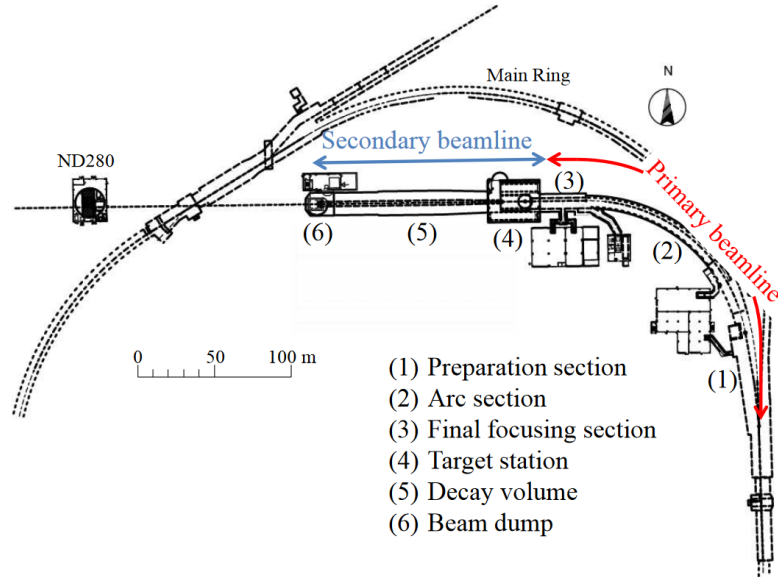 Main Ring
N
Secondary beamline
ND280
(3)
Primary beamline
(6)
(5)
(4)
(2)
0 50 100 m
(1)
(1) Preparation section
(2) Arc section
(3) Final focusing section
(4) Target station
(5) Decay volume
(6) Beam dump